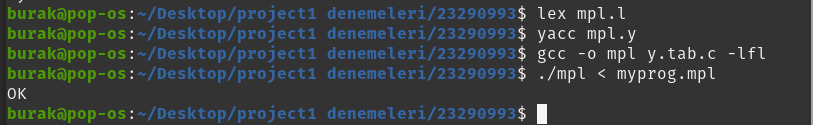 burak@pop-os:~/Desktop/project1 denemeleri/23290993$ lex mpl.l
burak@pop-os:~/Desktop/project1 denemeleri/23290993$ yacc mpl.y
burak@pop-os:~/Desktop/project1 denemeleri/23290993$ gcc -o mpl y.tab.c -lfl
burak@pop-os:~/Desktop/project1 denemeleri/23290993$ ./mpl < myprog.mpl
OK
burak@pop-os:~/Desktop/project1 denemeleri/23290993$